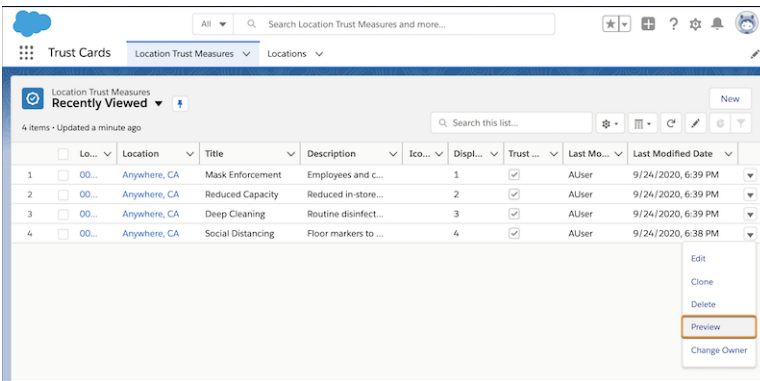 All Search Location Trust Measures and more...
Trust Cards Location Trust Measures Locations
Location Trust Measures
Recently Viewed
New
4 items • Updated a minute ago
Search this list...
Lo... Location Title Description Ico... Displ... Trust ... Last Mo... Last Modified Date
1 00... Anywhere, CA Mask Enforcement Employees and c... 1 AUser 9/24/2020, 6:39 PM
2 00... Anywhere, CA Reduced Capacity Reduced in-store... 2 AUser 9/24/2020, 6:39 PM
3 00... Anywhere, CA Deep Cleaning Routine disinfect... 3 AUser 9/24/2020, 6:39 PM
4 00... Anywhere, CA Social Distancing Floor markers to ... 4 AUser 9/24/2020, 6:38 PM
Edit
Clone
Delete
Preview
Change Owner